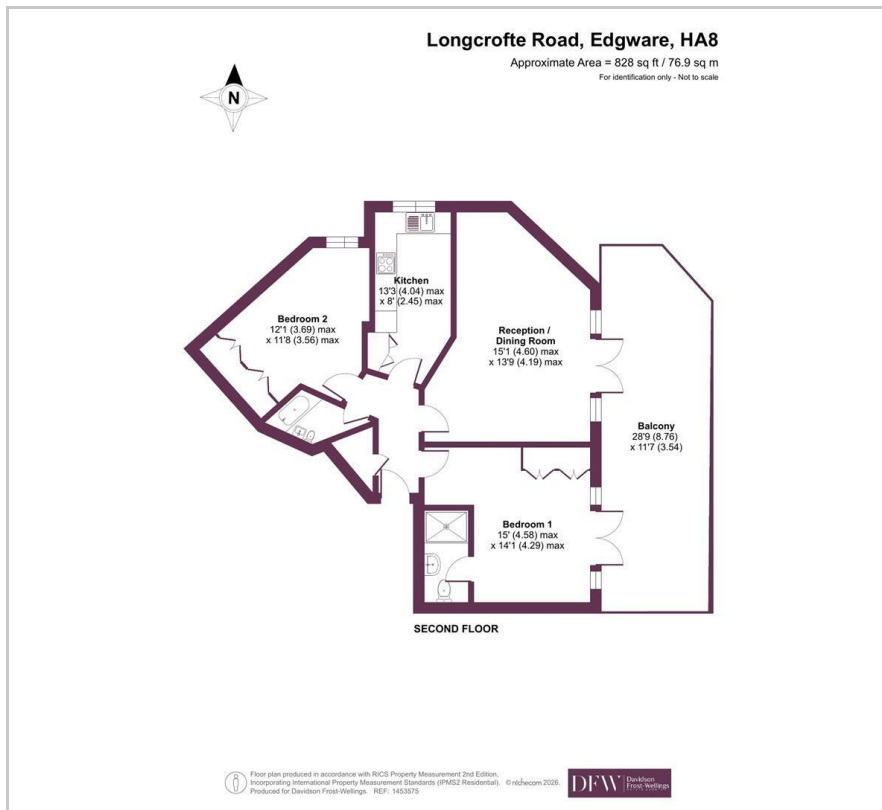 Longcrofte Road, Edgware, HA8
Approximate Area = 828 sq ft / 76.9 sq m
For identification only - Not to scale
N
Kitchen
13'3 (4.04) max
x 8' (2.45) max
Bedroom 2
12'1 (3.69) max
x 11'8 (3.56) max
Reception /
Dining Room
15'1 (4.60) max
x 13'9 (4.19) max
Balcony
28'9 (8.76)
x 11'7 (3.54)
Bedroom 1
15' (4.58) max
x 14'1 (4.29) max
SECOND FLOOR
Floor plan produced in accordance with RICS Property Measurement 2nd Edition,
Incorporating International Property Measurement Standards (IPMS2 Residential). © nichecom 2026.
Produced for Davidson Frost-Wellings. REF: 1453575
DFW
Davidson
Frost-Wellings